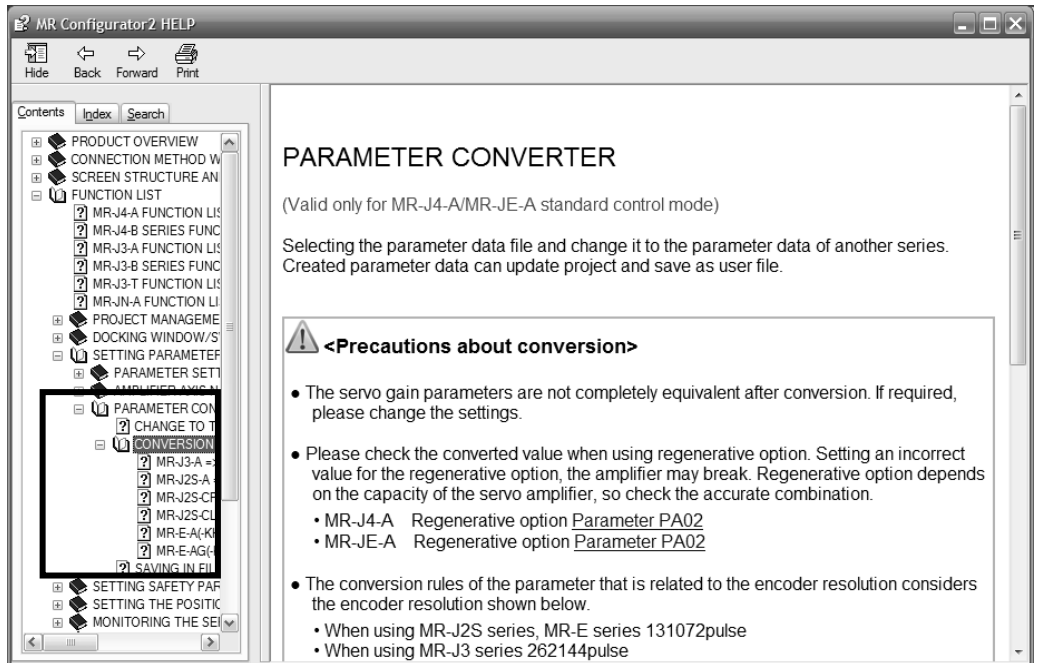 MR Configurator2 HELP
Hide Back Forward Print
Contents Index Search
PRODUCT OVERVIEW
CONNECTION METHOD W
SCREEN STRUCTURE AN
FUNCTION LIST
MR-J4-A FUNCTION LIS
MR-J4-B SERIES FUNC
MR-J3-A FUNCTION LIS
MR-J3-B SERIES FUNC
MR-J3-T FUNCTION LIS
MR-JN-A FUNCTION LI
PROJECT MANAGEME
DOCKING WINDOW/S
SETTING PARAMETER
PARAMETER SETT
AMPLIFIER AXIS N
PARAMETER CON
CHANGE TO T
CONVERSION
MR-J3-A =>
MR-J2S-A =
MR-J2S-CP
MR-J2S-CL
MR-E-A(-KH
MR-E-AG(-
SAVING IN FIL
SETTING SAFETY PAR
SETTING THE POSITIO
MONITORING THE SE
PARAMETER CONVERTER
(Valid only for MR-J4-A/MR-JE-A standard control mode)
Selecting the parameter data file and change it to the parameter data of another series.
Created parameter data can update project and save as user file.
<Precautions about conversion>
● The servo gain parameters are not completely equivalent after conversion. If required,
please change the settings.
● Please check the converted value when using regenerative option. Setting an incorrect
value for the regenerative option, the amplifier may break. Regenerative option depends
on the capacity of the servo amplifier, so check the accurate combination.
• MR-J4-A Regenerative option Parameter PA02
• MR-JE-A Regenerative option Parameter PA02
● The conversion rules of the parameter that is related to the encoder resolution considers
the encoder resolution shown below.
• When using MR-J2S series, MR-E series 131072pulse
• When using MR-J3 series 262144pulse